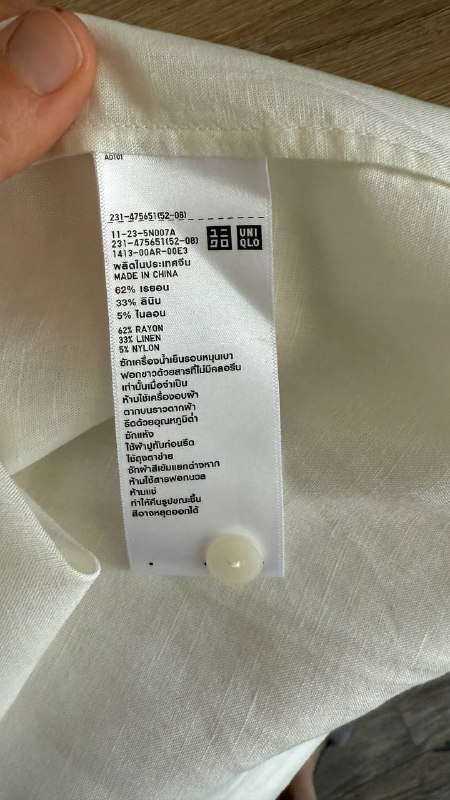 AD101
231-475651(52-08)
11-23-5N007A
231-475651(52-08)
1413-00AR-00E3
ユニ
クロ
UNI
QLO
ผลิตในประเทศจีน
MADE IN CHINA
62% เรยอน
33% ลินิน
5% ไนลอน
62% RAYON
33% LINEN
5% NYLON
ซักเครื่องน้ำเย็นรอบหมุนเบา
ฟอกขาวด้วยสารที่ไม่มีคลอรีน
เท่านั้นเมื่อจำเป็น
ห้ามใช้เครื่องอบผ้า
ตากบนราวตากผ้า
รีดด้วยอุณหภูมิต่ำ
ซักแห้ง
ใช้ผ้าปูทับก่อนรีด
ใช้ถุงตาข่าย
ซักผ้าสีเข้มแยกต่างหาก
ห้ามใช้สารฟอกนวล
ห้ามแช่
ทำให้คืนรูปขณะชื้น
สีอาจหลุดออกได้